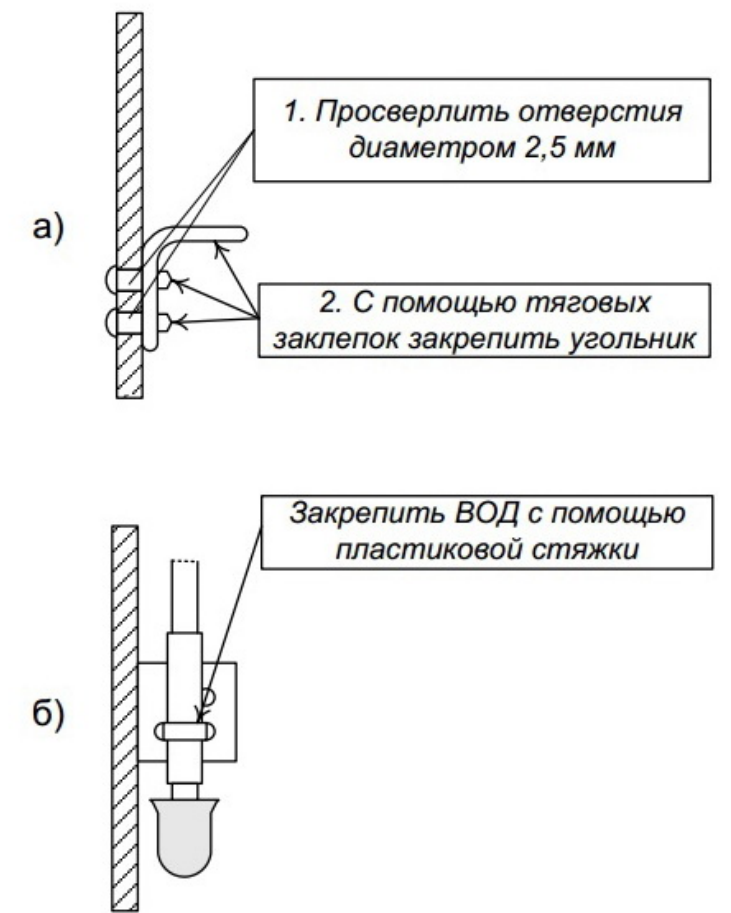 а)
1. Просверлить отверстия
диаметром 2,5 мм
2. С помощью тяговых
заклепок закрепить угольник
б)
Закрепить ВОД с помощью
пластиковой стяжки